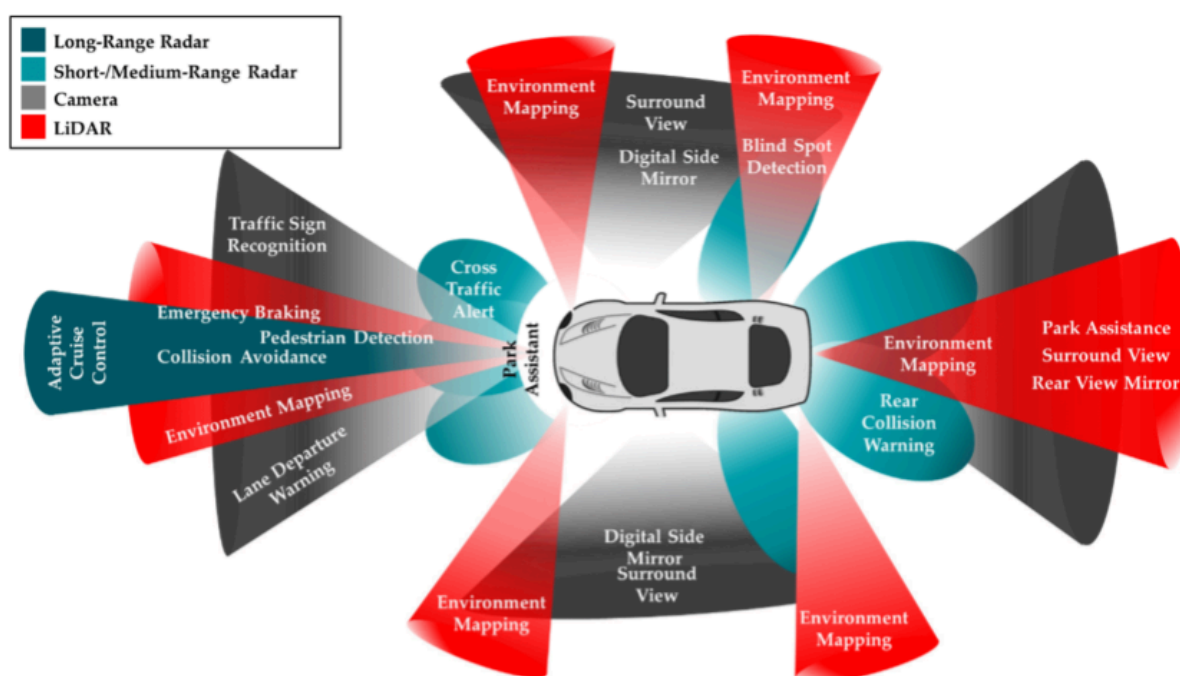 Long-Range Radar
Short-/Medium-Range Radar
Camera
LiDAR
Environment
Mapping
Surround
View
Digital Side
Mirror
Environment
Mapping
Blind Spot
Detection
Traffic Sign
Recognition
Cross
Traffic
Alert
Adaptive
Cruise
Control
Emergency Braking
Pedestrian Detection
Collision Avoidance
Environment Mapping
Lane Departure
Warning
Park
Assistant
Environment
Mapping
Park Assistance
Surround View
Rear View Mirror
Rear
Collision
Warning
Digital Side
Mirror
Surround
View
Environment
Mapping
Environment
Mapping